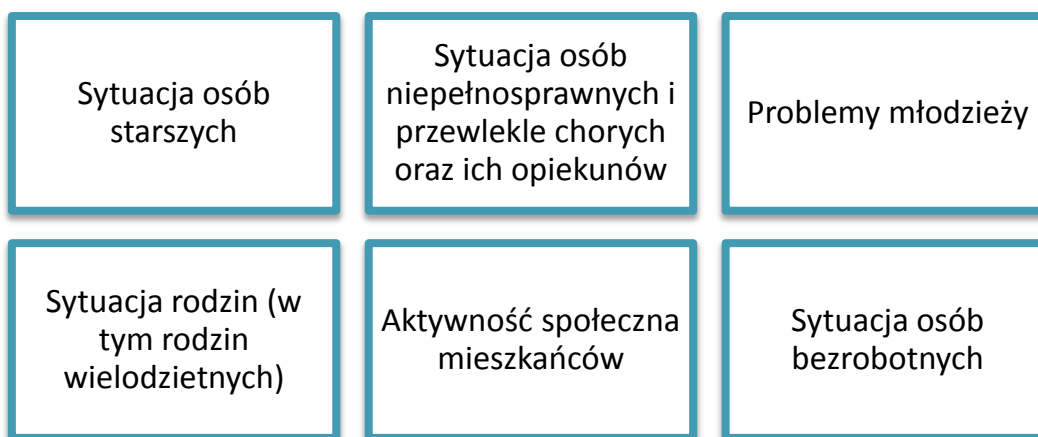 Sytuacja osób
starszych
Sytuacja osób
niepełnosprawnych i
przewlekle chorych
oraz ich opiekunów
Problemy młodzieży
Sytuacja rodzin (w
tym rodzin
wielodzietnych)
Aktywność społeczna
mieszkańców
Sytuacja osób
bezrobotnych